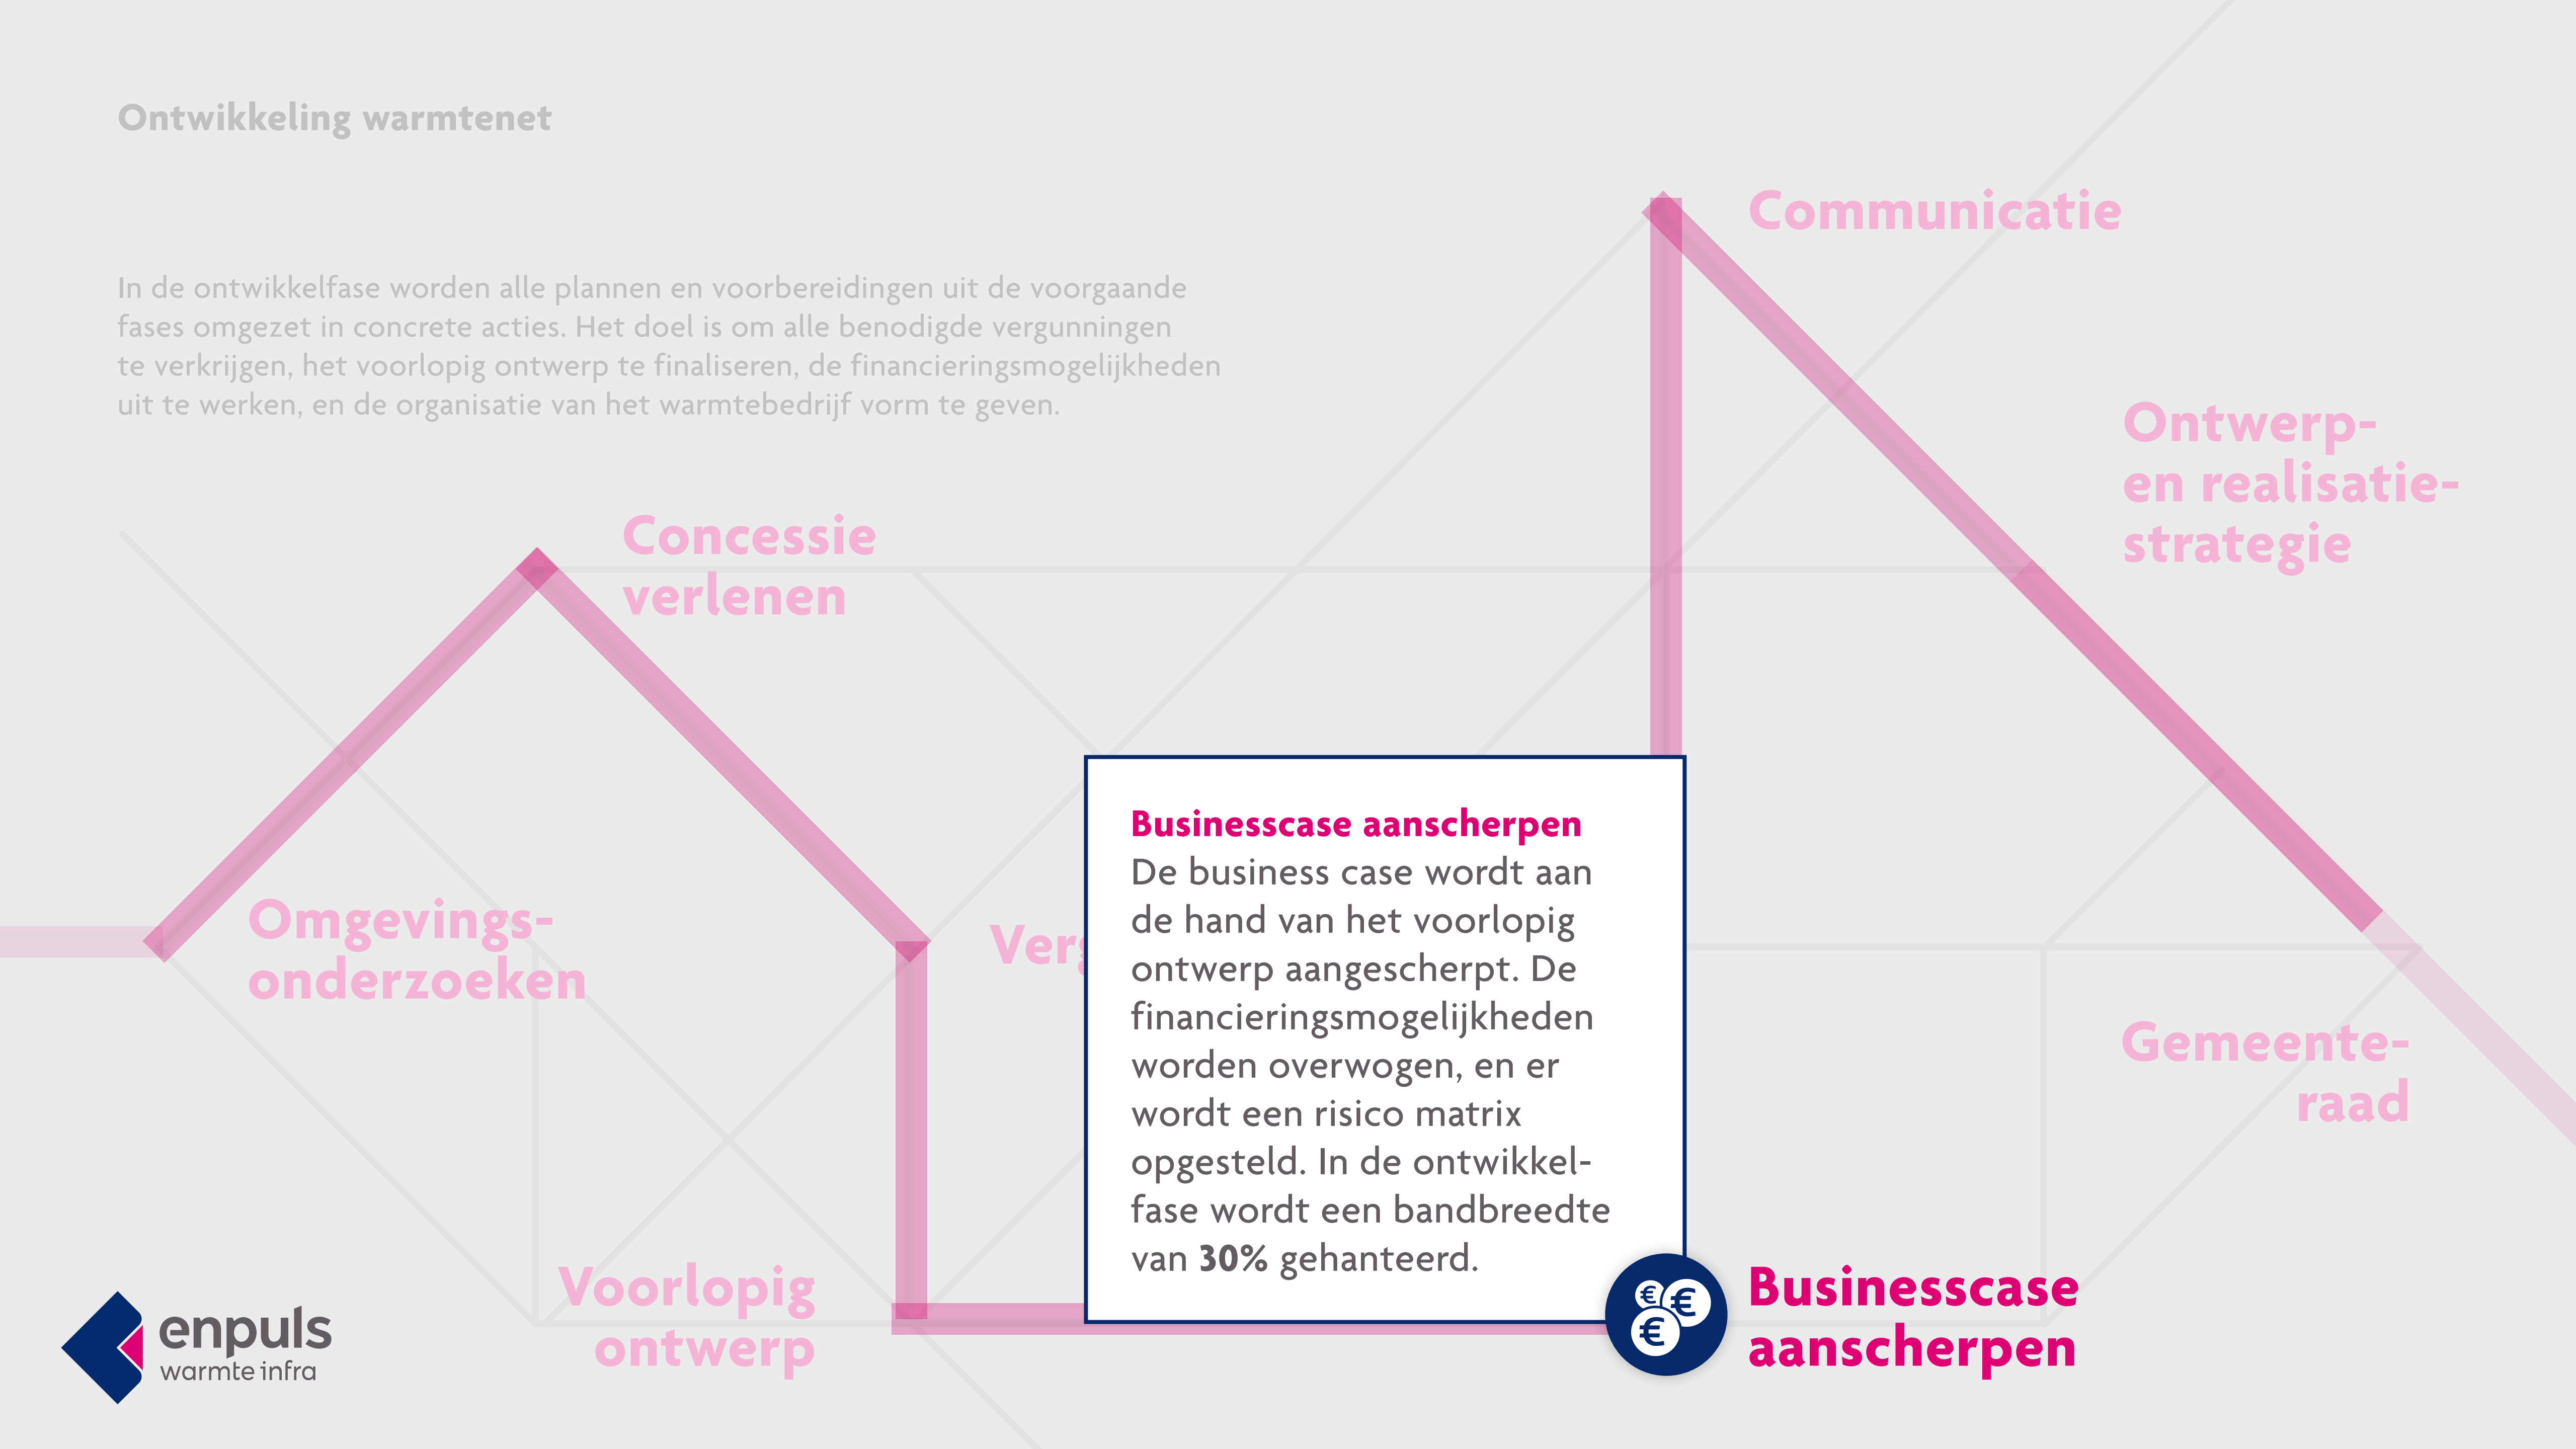 Ontwikkeling warmtenet
In de ontwikkelfase worden alle plannen en voorbereidingen uit de voorgaande
fases omgezet in concrete acties. Het doel is om alle benodigde vergunningen
te verkrijgen, het voorlopig ontwerp te finaliseren, de financieringsmogelijkheden
uit te werken, en de organisatie van het warmtebedrijf vorm te geven.
Communicatie
Ontwerp-
en realisatie-
strategie
Concessie
verlenen
Omgevings-
onderzoeken
Businesscase aanscherpen
De business case wordt aan
de hand van het voorlopig
ontwerp aangescherpt. De
financieringsmogelijkheden
worden overwogen, en er
wordt een risico matrix
opgesteld. In de ontwikkel-
fase wordt een bandbreedte
van 30% gehanteerd.
Gemeente-
raad
Voorlopig
ontwerp
€ € €
Businesscase
aanscherpen
enpuls
warmte infra